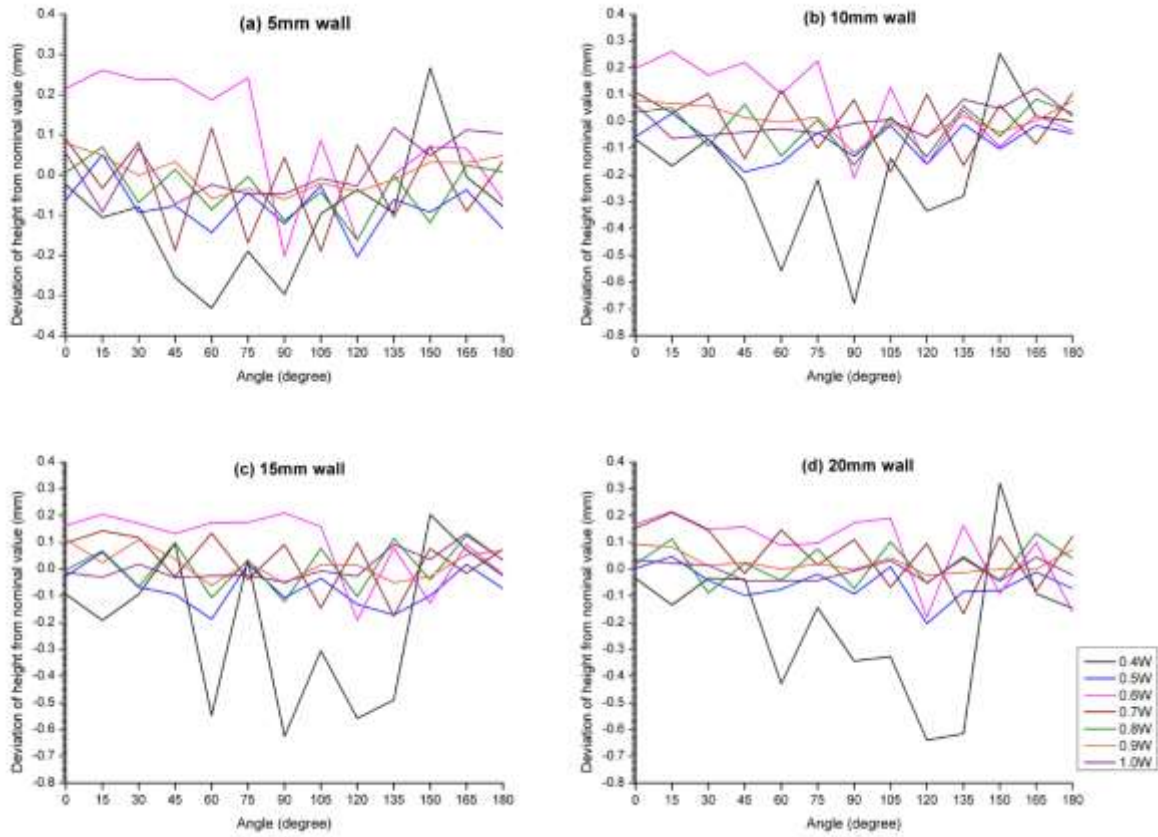 (a) 5mm wall
Deviation of height from nominal value (mm)
0.4
0.3
0.2
0.1
0.0
-0.1
-0.2
-0.3
-0.4
0 15 30 45 60 75 90 105 120 135 150 165 180
Angle (degree)
(b) 10mm wall
Deviation of height from nominal value (mm)
0.4
0.3
0.2
0.1
-0.0
-0.1
-0.2
-0.3
-0.4
-0.5
-0.6
-0.7
-0.8
0 15 30 45 60 75 90 105 120 135 150 165 180
Angle (degree)
(c) 15mm wall
Deviation of height from nominal value (mm)
0.4
0.3
0.2
0.1
0.0
-0.1
-0.2
-0.3
-0.4
-0.5
-0.6
-0.7
-0.8
0 15 30 45 60 75 90 105 120 135 150 165 180
Angle (degree)
(d) 20mm wall
Deviation of height from nominal value (mm)
0.4
0.3
0.2
0.1
0.0
-0.1
-0.2
-0.3
-0.4
-0.5
-0.6
-0.7
-0.8
0 15 30 45 60 75 90 105 120 135 150 165 180
Angle (degree)
0.4W
0.5W
0.6W
0.7W
0.8W
0.9W
1.0W